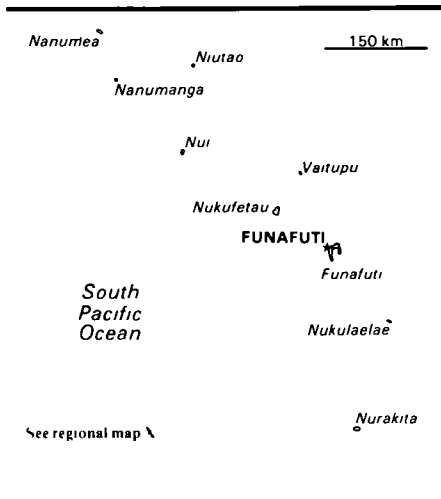 Nanumea
Niutao
150 km
Nanumanga
Nui
Vaitupu
Nukufetau
FUNAFUTI
Funafuti
South
Pacific
Ocean
Nukulaelae
Nurakita
See regional map X